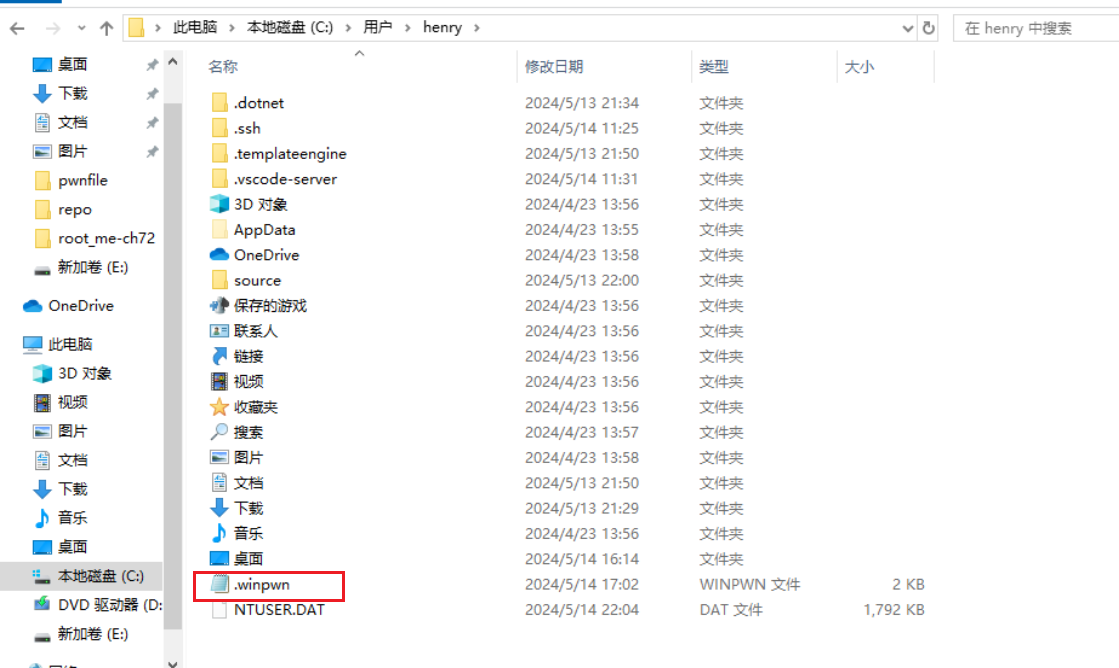 此电脑 > 本地磁盘 (C:) > 用户 > henry >
在 henry 中搜索
桌面
下载
文档
图片
pwnfile
repo
root_me-ch72
新加卷 (E:)
OneDrive
此电脑
3D 对象
视频
图片
文档
下载
音乐
桌面
本地磁盘 (C:)
DVD 驱动器 (D:
新加卷 (E:)
名称 修改日期 类型 大小
.dotnet 2024/5/13 21:34 文件夹
.ssh 2024/5/14 11:25 文件夹
.templateengine 2024/5/13 21:50 文件夹
.vscode-server 2024/5/14 11:31 文件夹
3D 对象 2024/4/23 13:56 文件夹
AppData 2024/4/23 13:55 文件夹
OneDrive 2024/4/23 13:58 文件夹
source 2024/5/13 22:00 文件夹
保存的游戏 2024/4/23 13:56 文件夹
联系人 2024/4/23 13:56 文件夹
链接 2024/4/23 13:56 文件夹
视频 2024/4/23 13:56 文件夹
收藏夹 2024/4/23 13:56 文件夹
搜索 2024/4/23 13:57 文件夹
图片 2024/4/23 13:58 文件夹
文档 2024/5/13 21:50 文件夹
下载 2024/5/13 21:29 文件夹
音乐 2024/4/23 13:56 文件夹
桌面 2024/5/14 16:14 文件夹
.winpwn 2024/5/14 17:02 WINPWN 文件 2 KB
NTUSER.DAT 2024/5/14 22:04 DAT 文件 1,792 KB